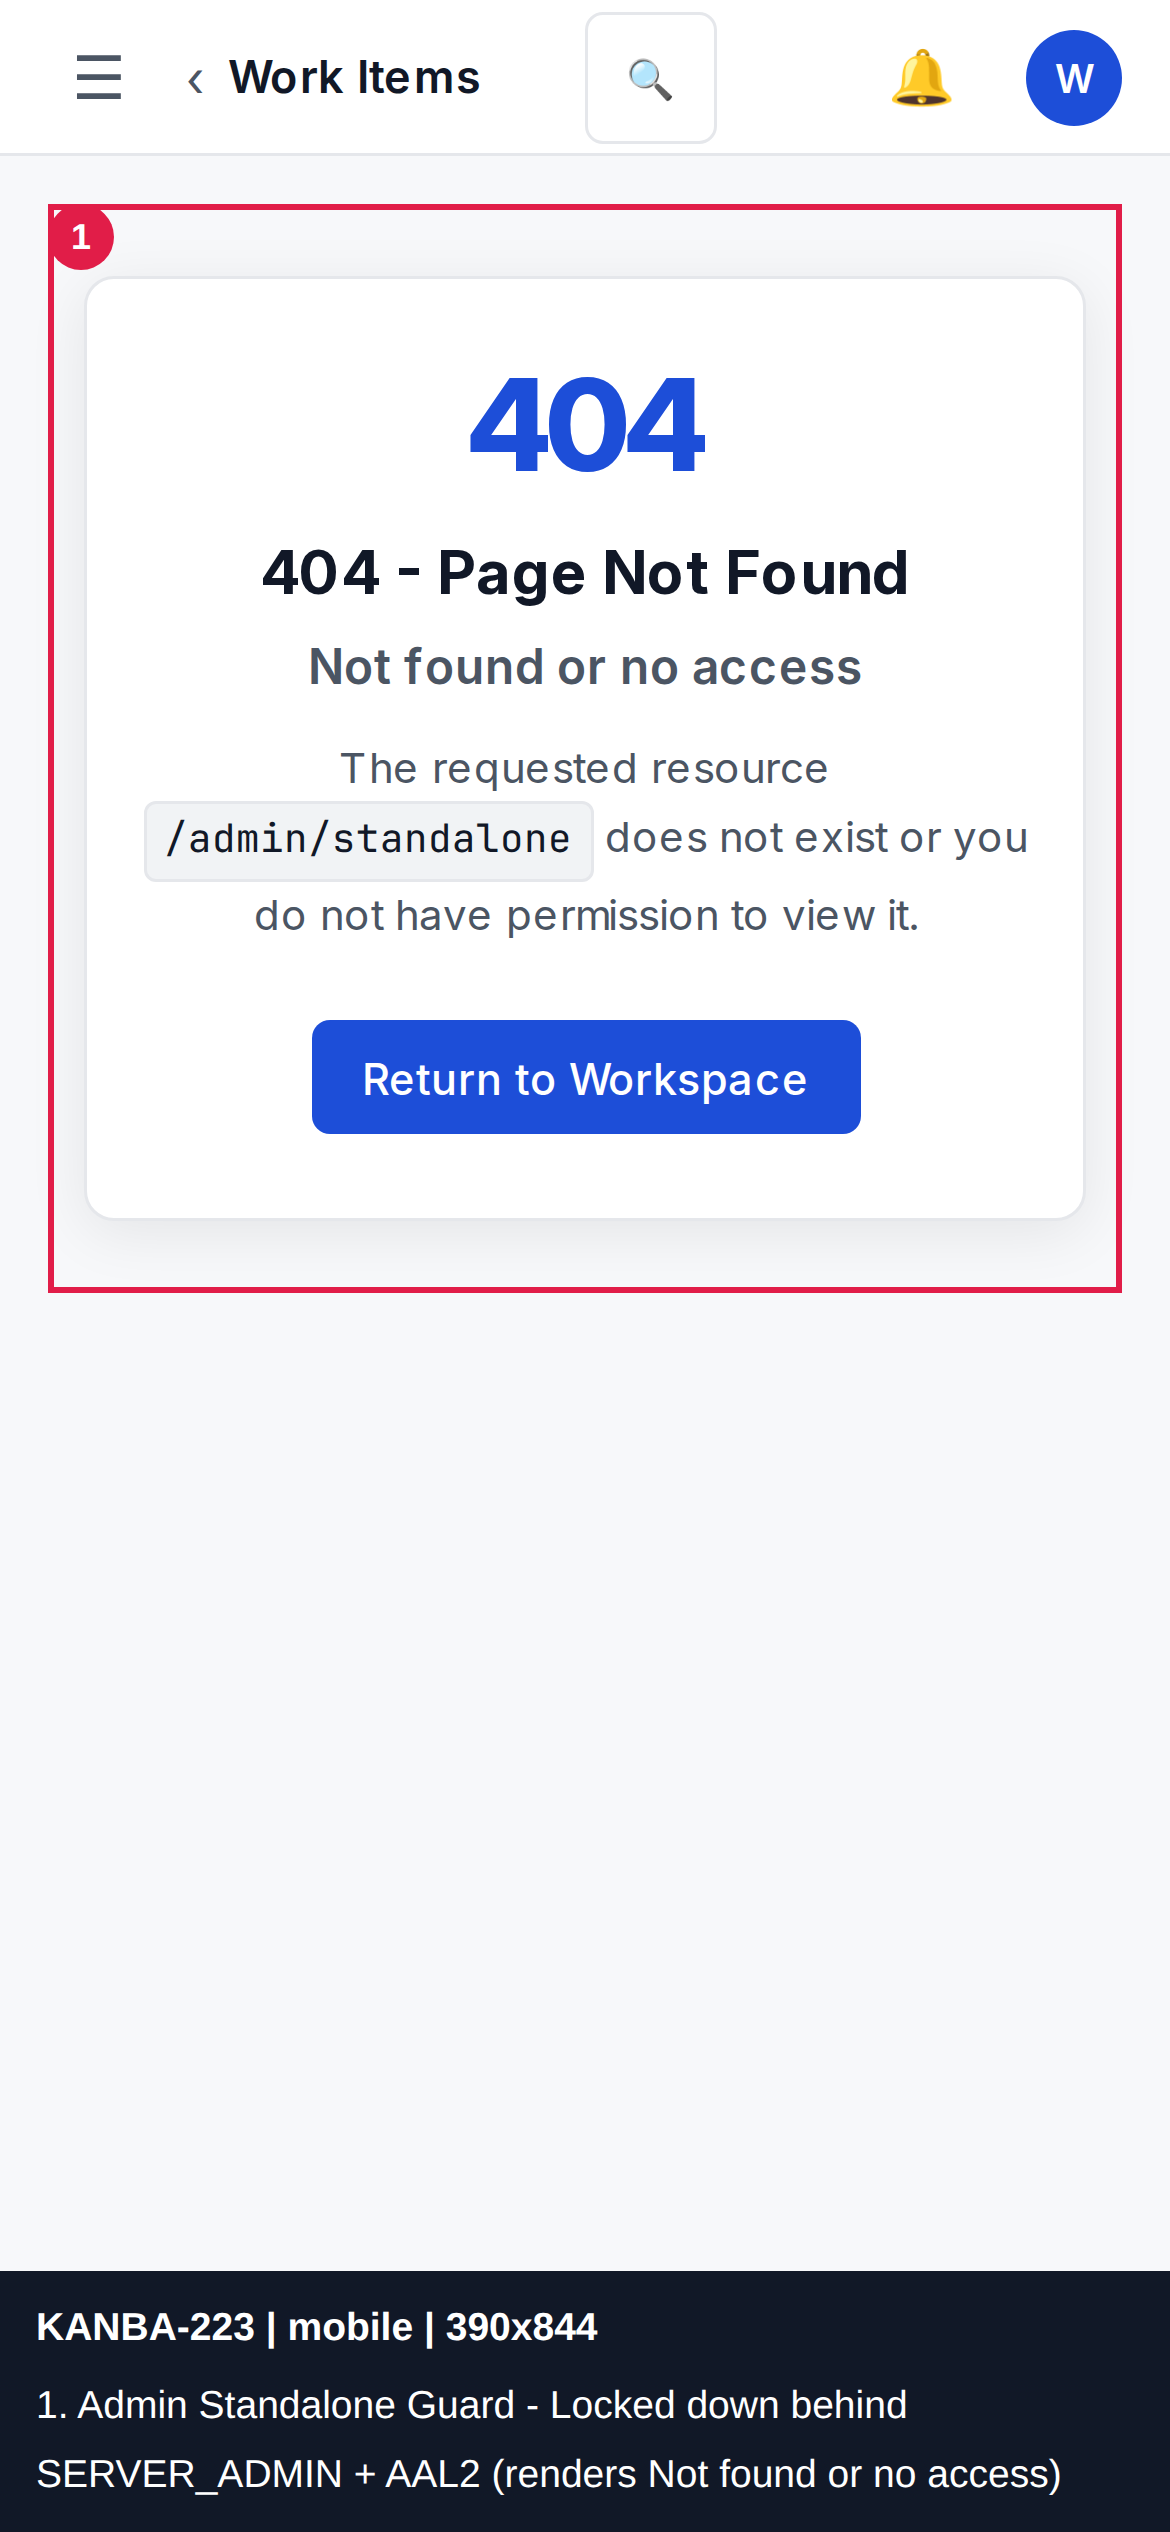 Work Items
W
1
404
404 - Page Not Found
Not found or no access
The requested resource
/admin/standalone does not exist or you
do not have permission to view it.
Return to Workspace
KANBA-223 | mobile | 390x844
1. Admin Standalone Guard - Locked down behind
SERVER_ADMIN + AAL2 (renders Not found or no access)